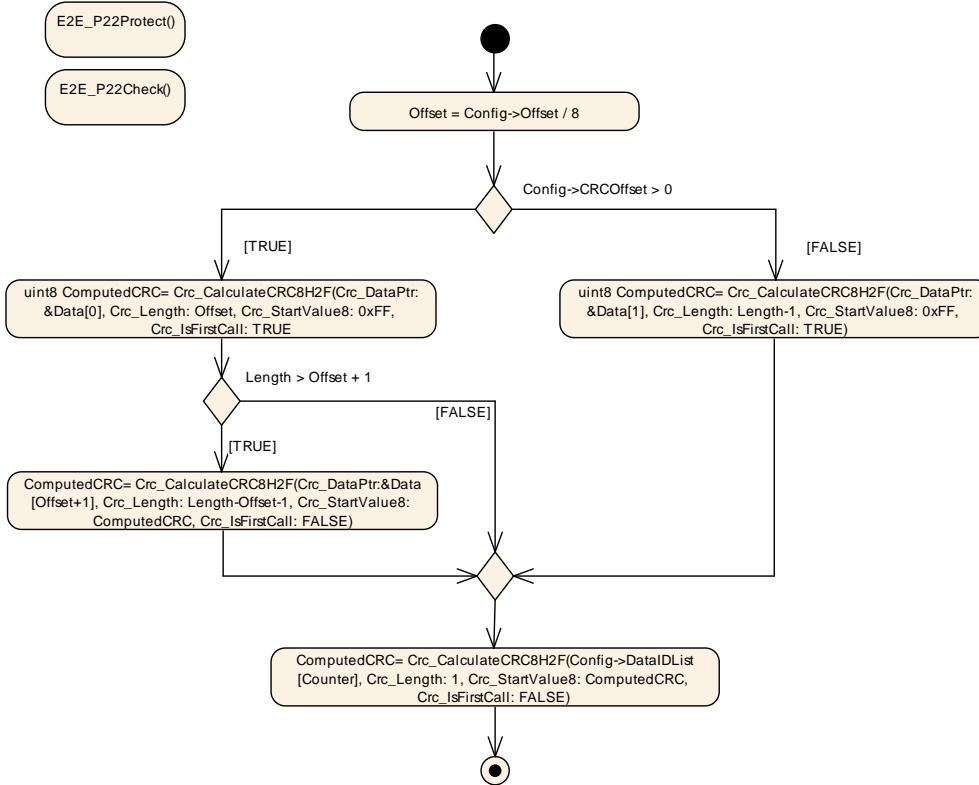 E2E_P22Protect()
E2E_P22Check()
Offset = Config->Offset / 8
Config->CRCOffset > 0
[TRUE]
[FALSE]
uint8 ComputedCRC= Crc_CalculateCRC8H2F(Crc_DataPtr:
&Data[0], Crc_Length: Offset, Crc_StartValue8: 0xFF,
Crc_IsFirstCall: TRUE
uint8 ComputedCRC= Crc_CalculateCRC8H2F(Crc_DataPtr:
&Data[1], Crc_Length: Length-1, Crc_StartValue8: 0xFF,
Crc_IsFirstCall: TRUE)
Length > Offset + 1
[FALSE]
[TRUE]
ComputedCRC= Crc_CalculateCRC8H2F(Crc_DataPtr:&Data
[Offset+1], Crc_Length: Length-Offset-1, Crc_StartValue8:
ComputedCRC, Crc_IsFirstCall: FALSE)
ComputedCRC= Crc_CalculateCRC8H2F(Config->DataIDList
[Counter], Crc_Length: 1, Crc_StartValue8: ComputedCRC,
Crc_IsFirstCall: FALSE)